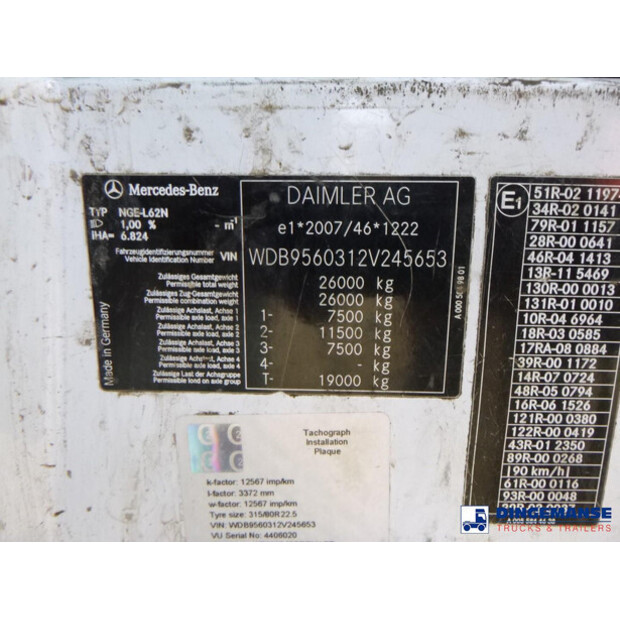 Mercedes-Benz
DAIMLER AG
TYP NGE-L62N
1,00 % - m⁻¹
IHA= 6.824
e1*2007/46*1222
Fahrzeugidentifizierungsnummer
Vehicle Identification Number VIN WDB9560312V245653
Zulässiges Gesamtgewicht
Permissible total weight 26000 kg
Zulässiges Zug-Gesamtgewicht
Permissible combination weight 26000 kg
Zulässige Achslast, Achse 1
Permissible axle load, axle 1 1- 7500 kg
Zulässige Achslast, Achse 2
Permissible axle load, axle 2 2- 11500 kg
Zulässige Achslast, Achse 3
Permissible axle load, axle 3 3- 7500 kg
Zulässige Achslast, Achse 4
Permissible axle load, axle 4 4- - kg
Zulässige Last der Achsgruppe
Permissible load on axle group T- 19000 kg
Made in Germany
E1
51R-02 1197
34R-02 0141
79R-01 1157
28R-00 0641
46R-04 1413
13R-11 5469
130R-00 0013
131R-01 0010
10R-04 6964
18R-03 0585
17RA-08 0884
39R-00 1172
14R-07 0724
48R-05 0794
16R-06 1526
121R-00 0380
122R-00 0419
43R-01 2350
89R-00 0268
|90 km/h|
61R-00 0116
93R-00 0048
Tachograph
Installation
Plaque
k-factor: 12567 imp/km
l-factor: 3372 mm
w-factor: 12567 imp/km
Tyre size: 315/80R22.5
VIN: WDB9560312V245653
VU Serial No: 4406020
DINGEMANSE
TRUCKS & TRAILERS